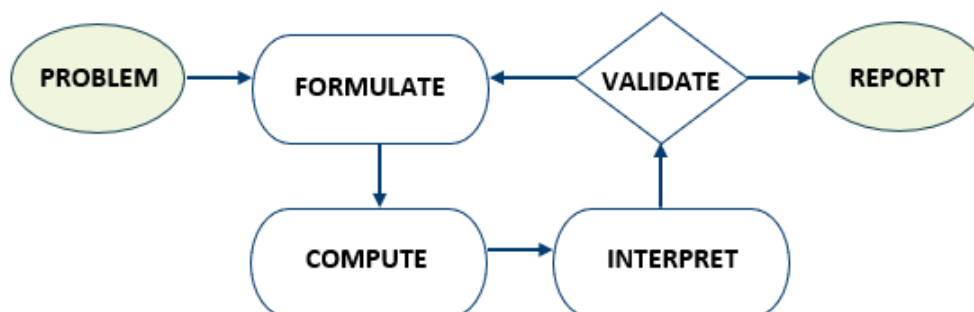 PROBLEM
FORMULATE
VALIDATE
REPORT
COMPUTE
INTERPRET